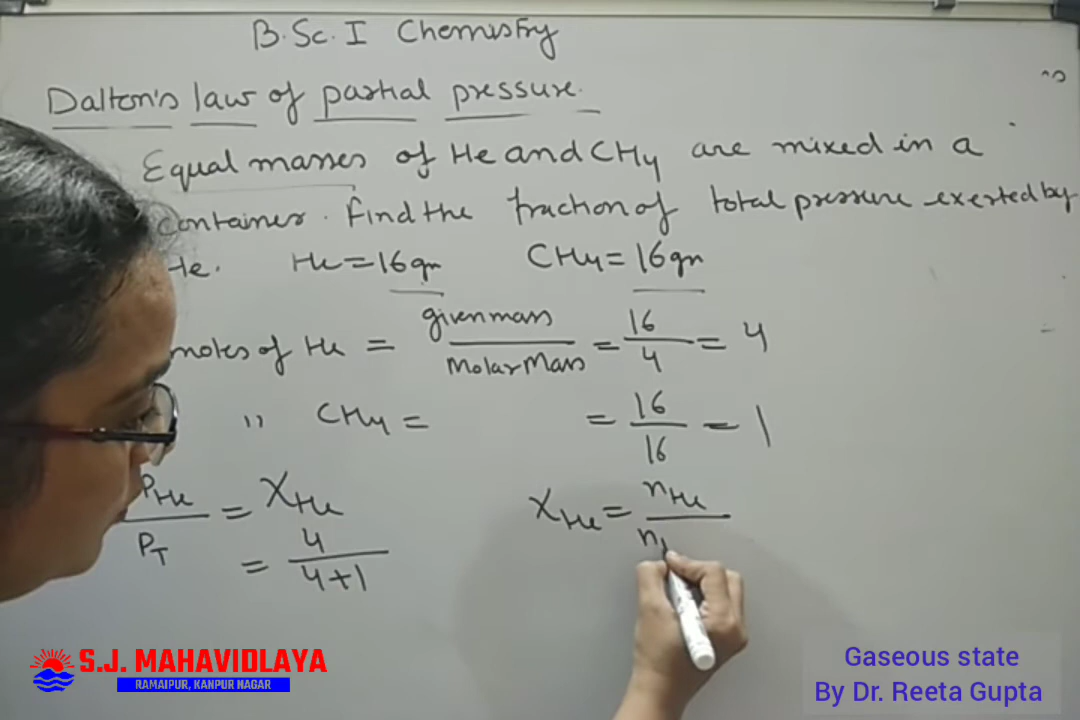 B.Sc. I Chemistry
Dalton's law of partial pressure.
Equal masses of He and CH4 are mixed in a
container. Find the fraction of total pressure exerted by
He. He = 16gm CH4 = 16gm
moles of He = given mass / Molar Mass = 16 / 4 = 4
" CH4 = = 16 / 16 = 1
PHe / PT = XHe XHe = nHe / n
= 4 / 4+1
S.J. MAHAVIDLAYA
RAMAIPUR, KANPUR NAGAR
Gaseous state
By Dr. Reeta Gupta